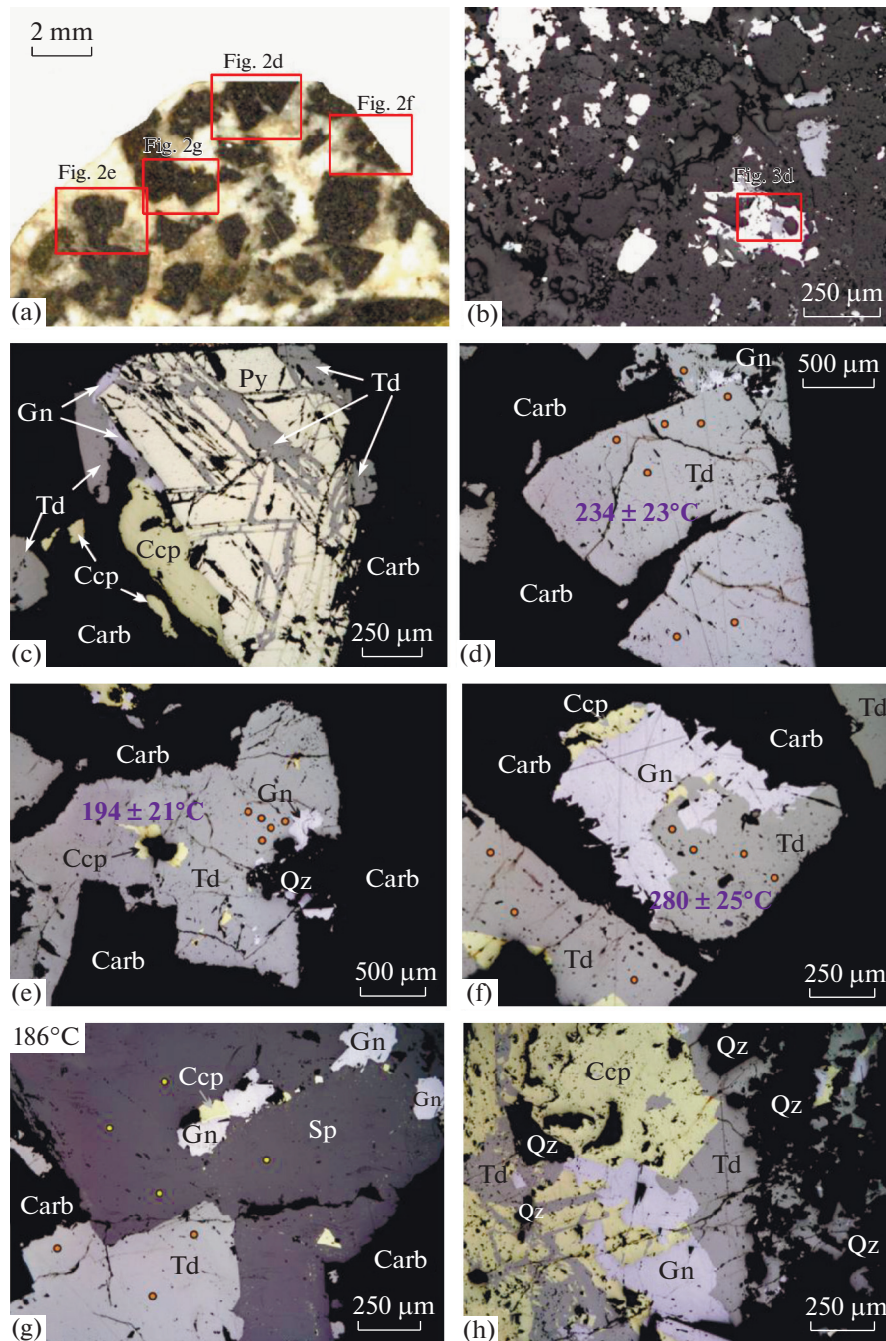 2 mm
Fig. 2d
Fig. 2f
Fig. 2g
Fig. 2e
(a)
Fig. 3d
250 µm
(b)
Py
Td
Gn
Td
Ccp
Ccp
Carb
Carb
250 µm
(c)
Gn
500 µm
Carb
Td
234 ± 23°C
Carb
(d)
Carb
Gn
194 ± 21°C
Ccp
Td
Qz
Carb
Carb
500 µm
(e)
Ccp
Td
Carb
Carb
Gn
Td
280 ± 25°C
Td
250 µm
(f)
186°C
Gn
Ccp
Gn
Gn
Sp
Carb
Td
Carb
250 µm
(g)
Qz
Ccp
Qz
Qz
Td
Td
Qz
Qz
Gn
250 µm
(h)